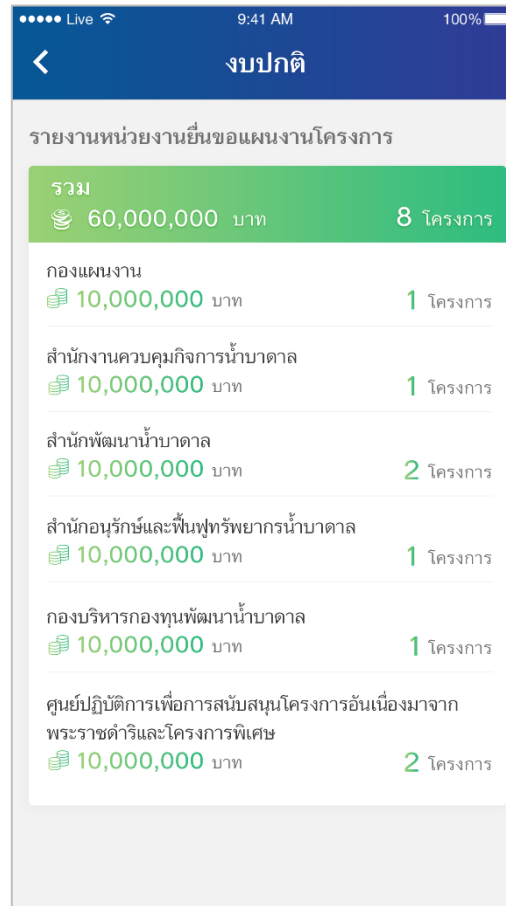 Live 9:41 AM 100%
งบปกติ
รายงานหน่วยงานยื่นขอแผนงานโครงการ
รวม
60,000,000 บาท 8 โครงการ
กองแผนงาน
10,000,000 บาท 1 โครงการ
สำนักงานควบคุมกิจการน้ำบาดาล
10,000,000 บาท 1 โครงการ
สำนักพัฒนาน้ำบาดาล
10,000,000 บาท 2 โครงการ
สำนักอนุรักษ์และฟื้นฟูทรัพยากรน้ำบาดาล
10,000,000 บาท 1 โครงการ
กองบริหารกองทุนพัฒนาน้ำบาดาล
10,000,000 บาท 1 โครงการ
ศูนย์ปฏิบัติการเพื่อการสนับสนุนโครงการอันเนื่องมาจาก
พระราชดำริและโครงการพิเศษ
10,000,000 บาท 2 โครงการ